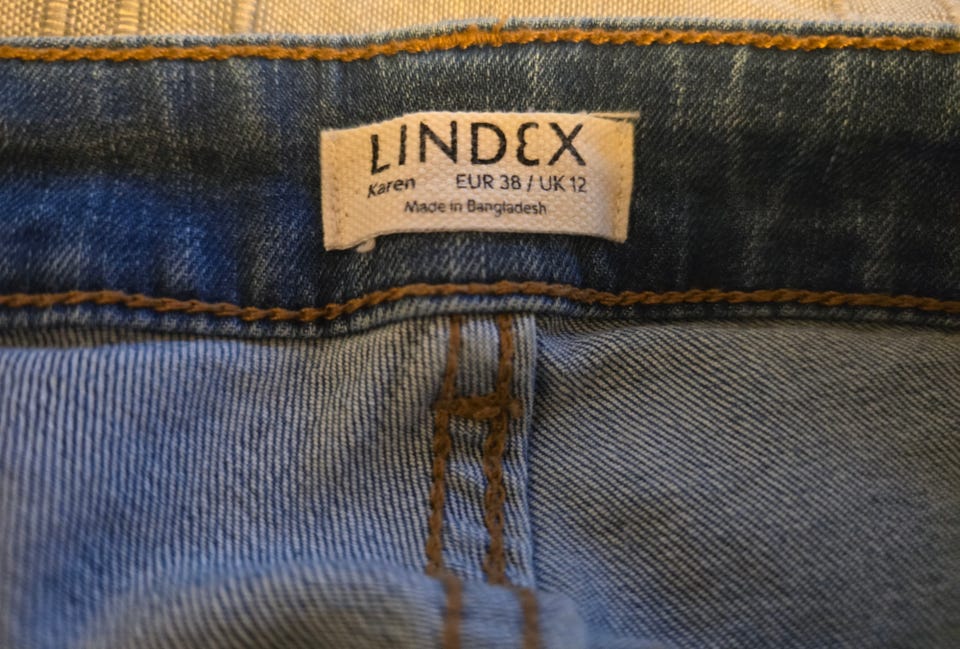 LINDEX
Karen EUR 38 / UK 12
Made in Bangladesh